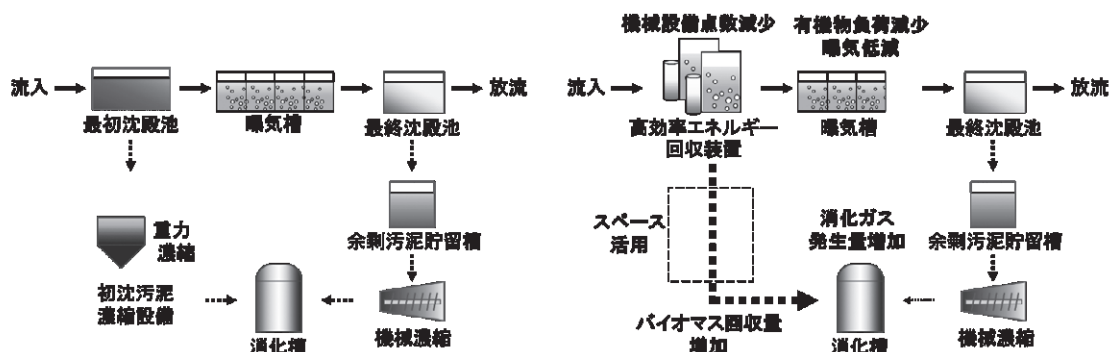 流入
最初沈殿池
曝気槽
最終沈殿池
放流
重力
濃縮
初沈汚泥
濃縮設備
消化槽
余剰汚泥貯留槽
機械濃縮
機械設備点数減少
有機物負荷減少
曝気低減
流入
高効率エネルギー
回収装置
曝気槽
最終沈殿池
放流
スペース
活用
消化ガス
発生量増加
余剰汚泥貯留槽
バイオマス回収量
増加
消化槽
機械濃縮